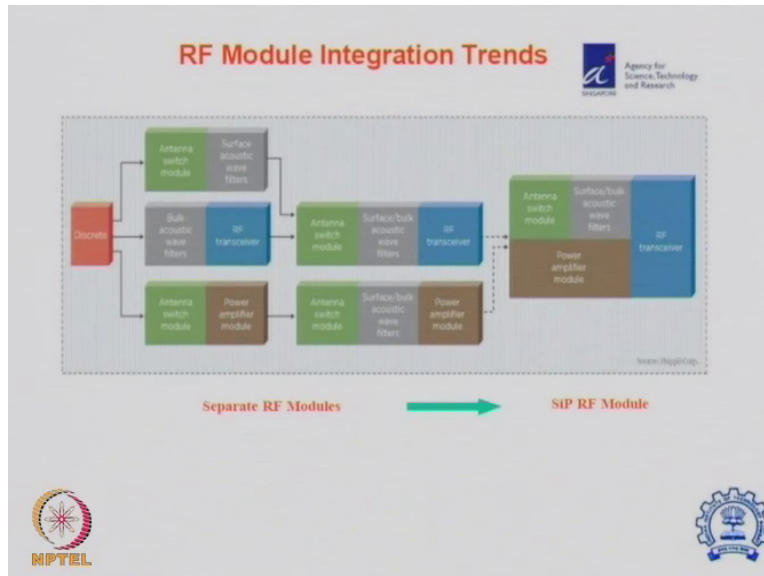 RF Module Integration Trends
Agency for
Science, Technology
and Research
SINGAPORE
Discrete
Antenna
switch
module
Surface
acoustic
wave
filters
Bulk
acoustic
wave
filters
RF
transceiver
Antenna
switch
module
Power
amplifier
module
Antenna
switch
module
Surface/bulk
acoustic
wave
filters
RF
transceiver
Antenna
switch
module
Surface/bulk
acoustic
wave
filters
Power
amplifier
module
Antenna
switch
module
Surface/bulk
acoustic
wave
filters
Power
amplifier
module
RF
transceiver
Separate RF Modules
SiP RF Module
NPTEL